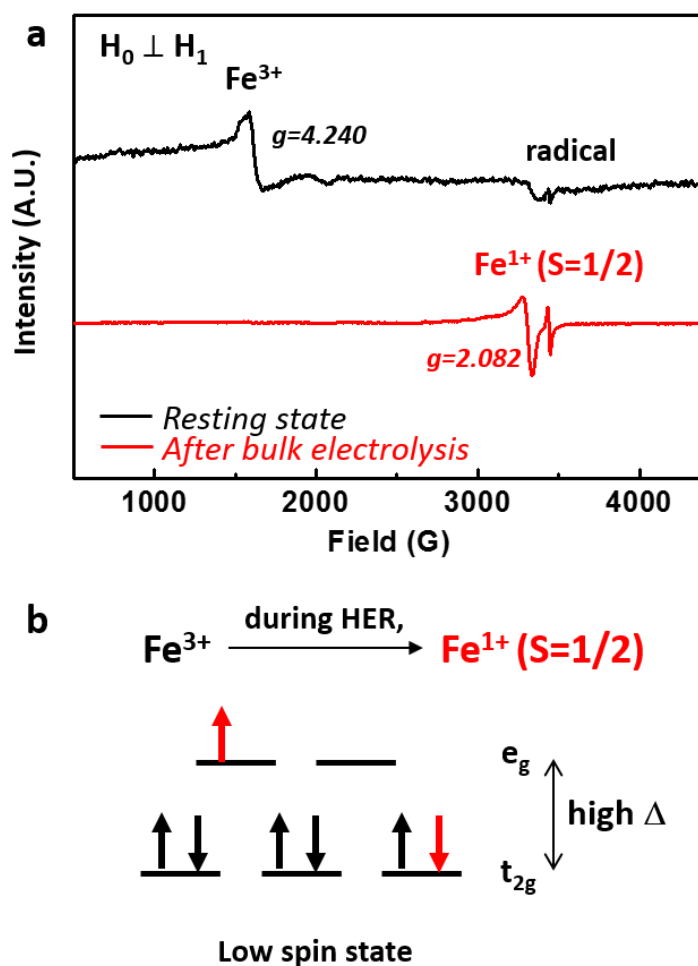 a
H₀ ⊥ H₁
Fe³⁺
g=4.240
radical
Fe¹⁺ (S=1/2)
g=2.082
Resting state
After bulk electrolysis
Intensity (A.U.)
1000 2000 3000 4000
Field (G)
b
during HER,
Fe³⁺ Fe¹⁺ (S=1/2)
e_g
high Δ
t₂g
Low spin state